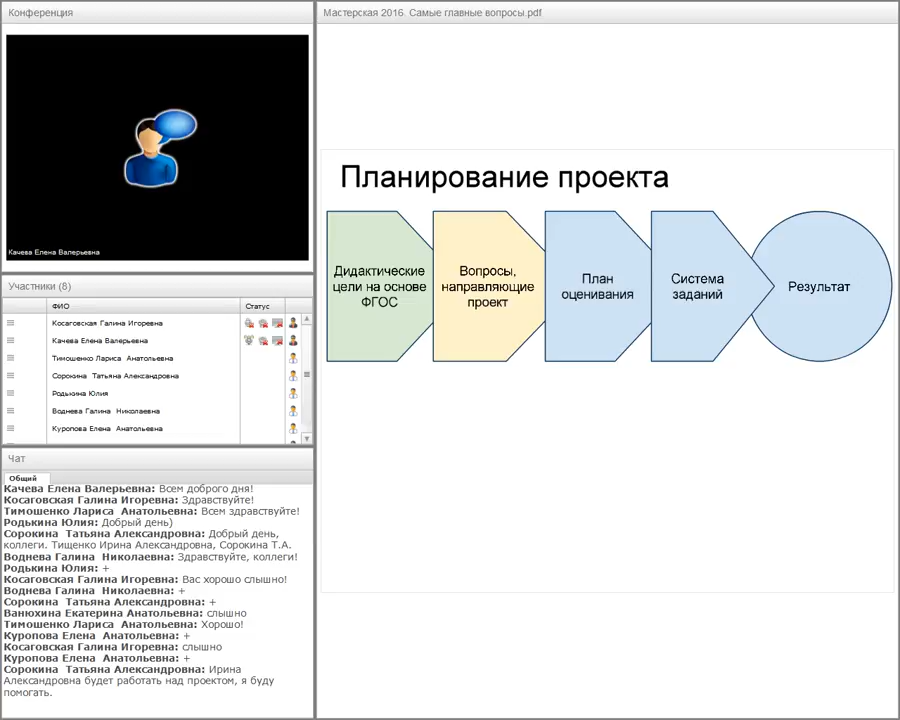 Конференция
Качева Елена Валерьевна
Участники (8)
ФИО Статус
Косаговская Галина Игоревна
Качева Елена Валерьевна
Тимошенко Лариса Анатольевна
Сорокина Татьяна Александровна
Родькина Юлия
Воднева Галина Николаевна
Куропова Елена Анатольевна
Чат
Общий
Качева Елена Валерьевна: Всем доброго дня!
Косаговская Галина Игоревна: Здравствуйте!
Тимошенко Лариса Анатольевна: Всем здравствуйте!
Родькина Юлия: Добрый день)
Сорокина Татьяна Александровна: Добрый день,
коллеги. Тищенко Ирина Александровна, Сорокина Т.А.
Воднева Галина Николаевна: Здравствуйте, коллеги!
Родькина Юлия: +
Косаговская Галина Игоревна: Вас хорошо слышно!
Воднева Галина Николаевна: +
Сорокина Татьяна Александровна: +
Ванюхина Екатерина Анатольевна: слышно
Тимошенко Лариса Анатольевна: Хорошо!
Куропова Елена Анатольевна: +
Косаговская Галина Игоревна: слышно
Куропова Елена Анатольевна: +
Сорокина Татьяна Александровна: Ирина
Александровна будет работать над проектом, я буду
помогать.
Мастерская 2016. Самые главные вопросы.pdf
Планирование проекта
Дидактические
цели на основе
ФГОС
Вопросы,
направляющие
проект
План
оценивания
Система
заданий
Результат